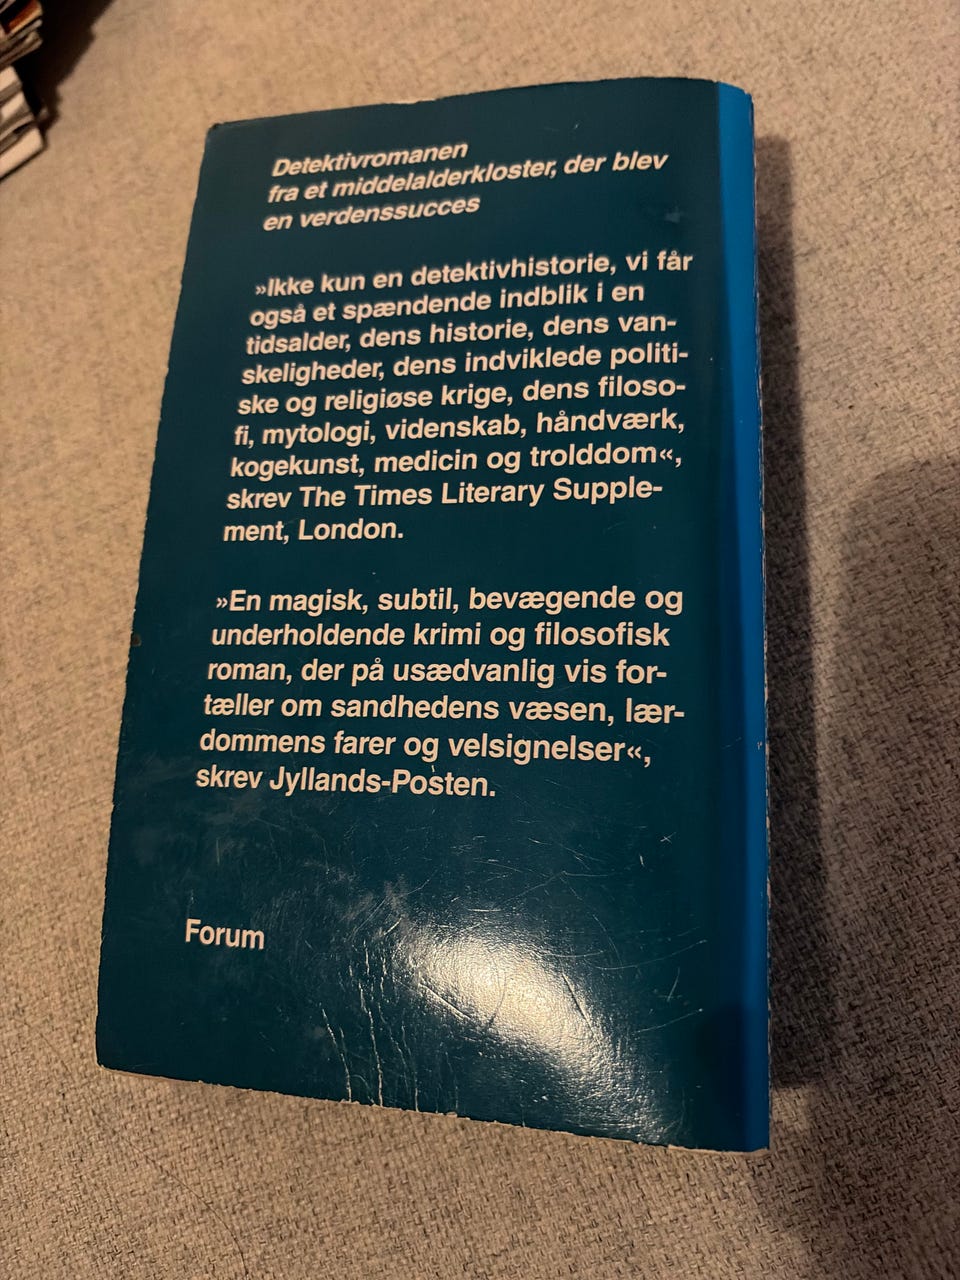 Detektivromanen
fra et middelalderkloster, der blev
en verdenssucces
»Ikke kun en detektivhistorie, vi får
også et spændende indblik i en
tidsalder, dens historie, dens van-
skeligheder, dens indviklede politi-
ske og religiøse krige, dens filoso-
fi, mytologi, videnskab, håndværk,
kogekunst, medicin og trolddom«,
skrev The Times Literary Supple-
ment, London.
»En magisk, subtil, bevægende og
underholdende krimi og filosofisk
roman, der på usædvanlig vis for-
tæller om sandhedens væsen, lær-
dommens farer og velsignelser«,
skrev Jyllands-Posten.
Forum